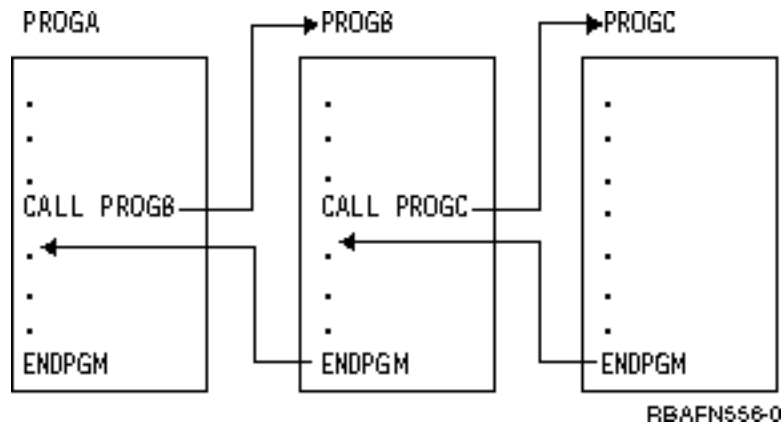 PROGA
PROGB
PROGC
CALL PROGB
CALL PROGC
ENDPGM
ENDPGM
ENDPGM
RBAFN556-0